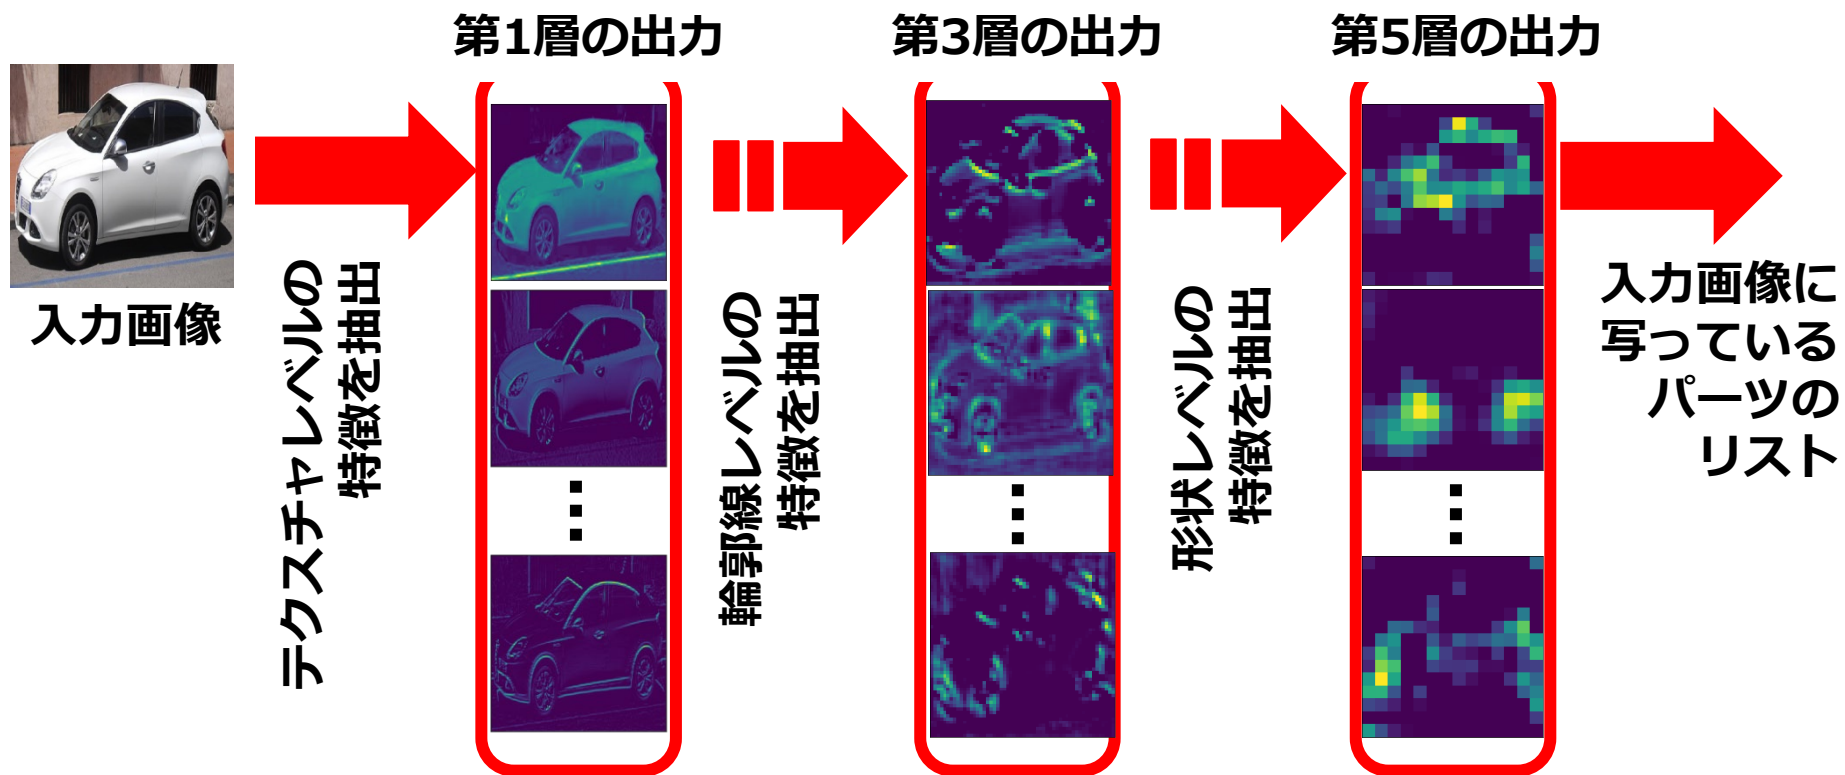 第1層の出力
第3層の出力
第5層の出力
入力画像
テクスチャレベルの
特徴を抽出
輪郭線レベルの
特徴を抽出
形状レベルの
特徴を抽出
入力画像に
写っている
パーツの
リスト